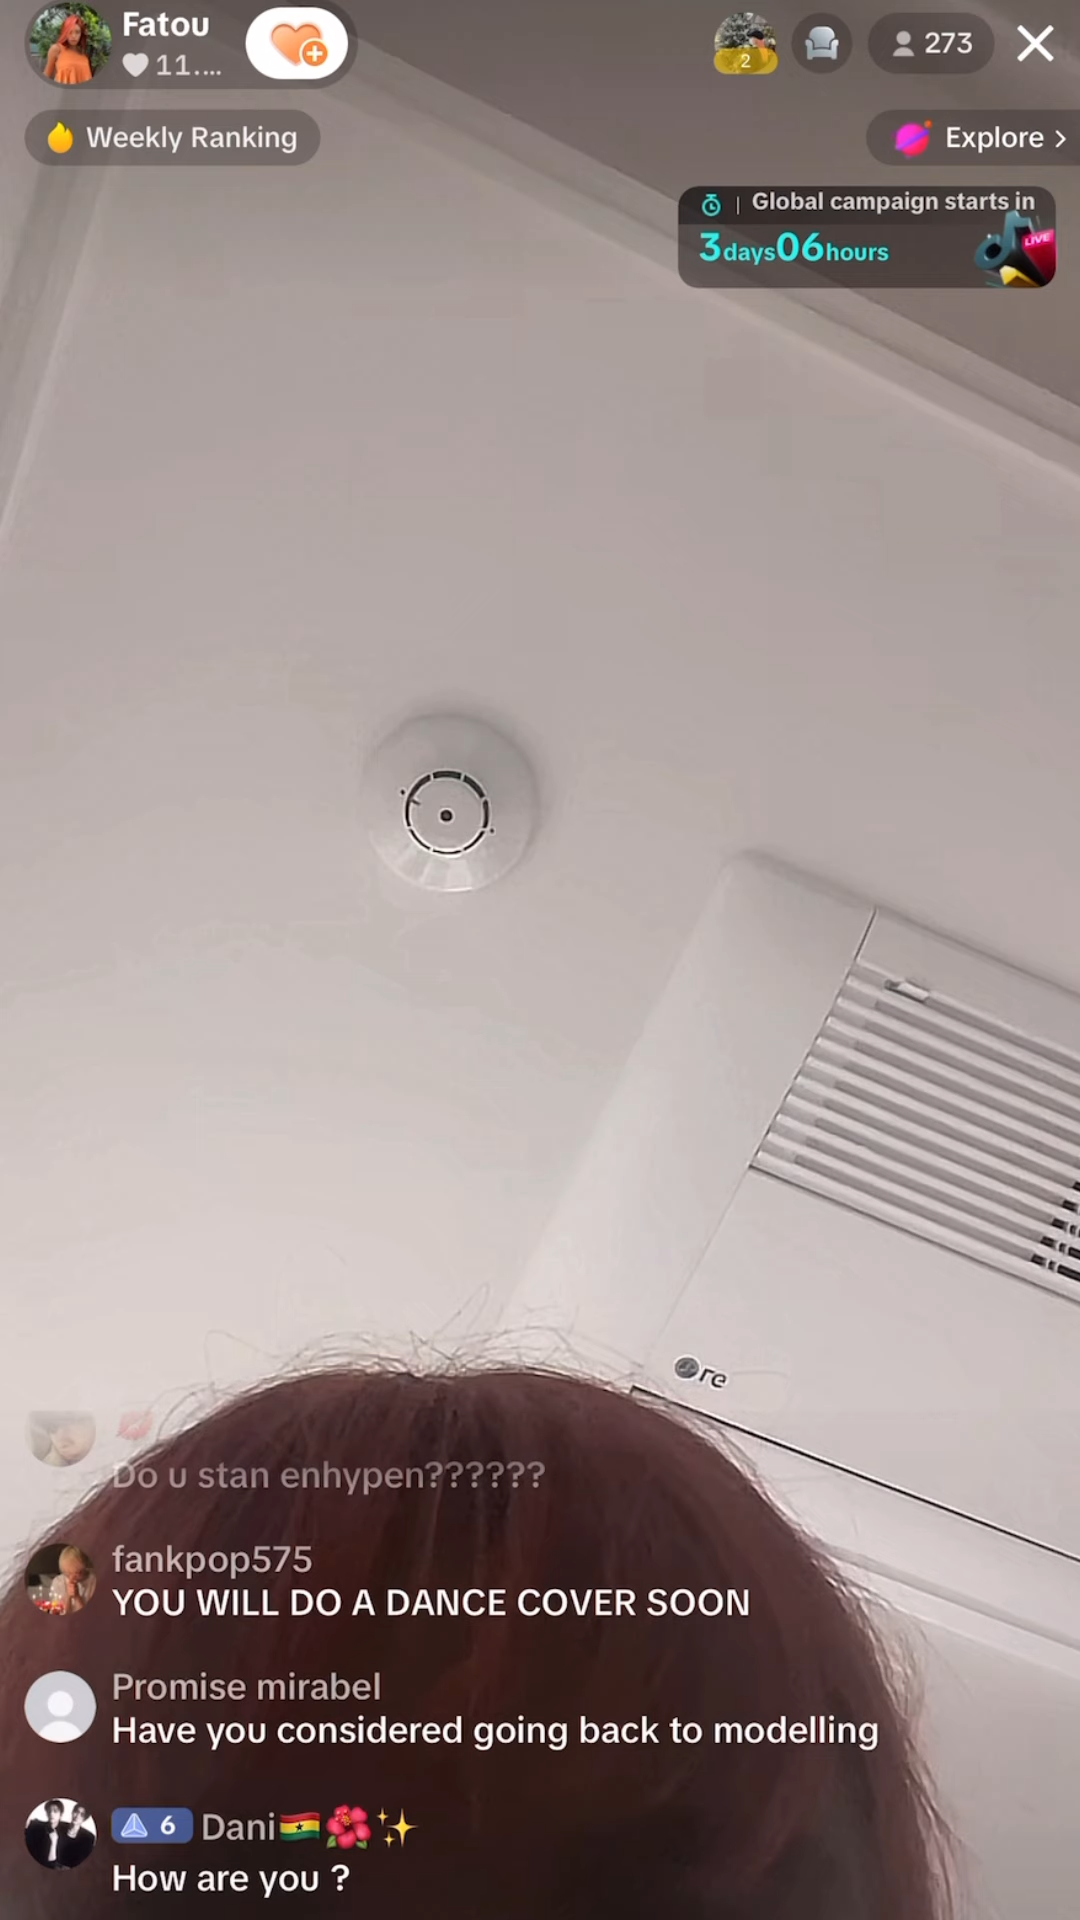 Fatou
11....
2
273
Weekly Ranking
Explore >
Global campaign starts in
3days06hours
LIVE
re
Do u stan enhypen??????
fankpop575
YOU WILL DO A DANCE COVER SOON
Promise mirabel
Have you considered going back to modelling
6 Dani🇬🇭🌺✨
How are you ?